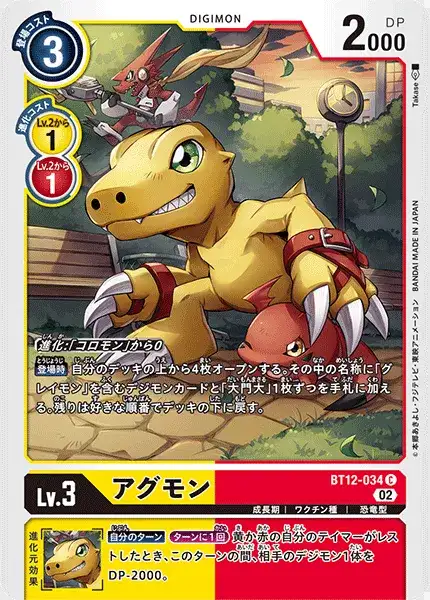 登場コスト
3
DIGIMON
DP
2000
進化コスト
Lv.2から
1
Lv.2から
1
Takase
©本郷あきよし・フジテレビ・東映アニメーション BANDAI MADE IN JAPAN
進化:「コロモン」から0
登場時 自分のデッキの上から4枚オープンする。その中の名称に「グ
レイモン」を含むデジモンカードと「大門大」1枚ずつを手札に加え
る。残りは好きな順番でデッキの下に戻す。
BT12-034 C
02
Lv.3
アグモン
成長期 | ワクチン種 | 恐竜型
進化元効果
自分のターン ターンに1回 黄か赤の自分のテイマーがレス
トしたとき、このターンの間、相手のデジモン1体を
DP-2000。